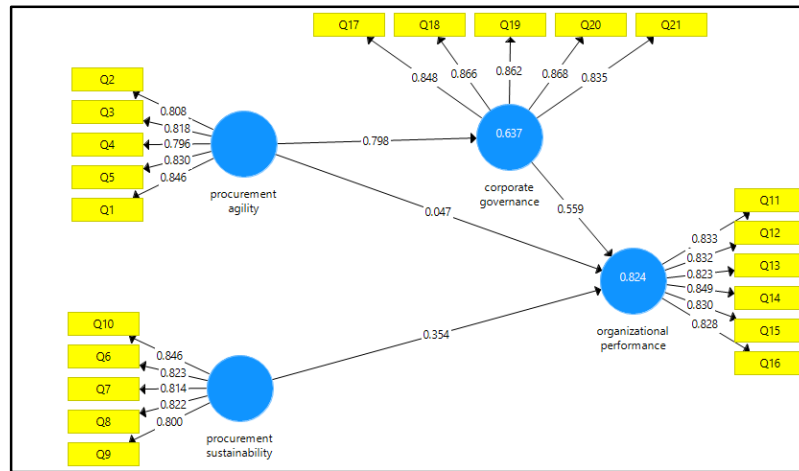 Q17
Q18
Q19
Q20
Q21
0.848
0.866
0.862
0.868
0.835
Q2
Q3
Q4
Q5
Q1
0.808
0.818
0.796
0.830
0.846
procurement
agility
0.798
0.637
corporate
governance
0.047
0.559
0.354
0.824
organizational
performance
Q11
Q12
Q13
Q14
Q15
Q16
0.833
0.832
0.823
0.849
0.830
0.828
Q10
Q6
Q7
Q8
Q9
0.846
0.823
0.814
0.822
0.800
procurement
sustainability